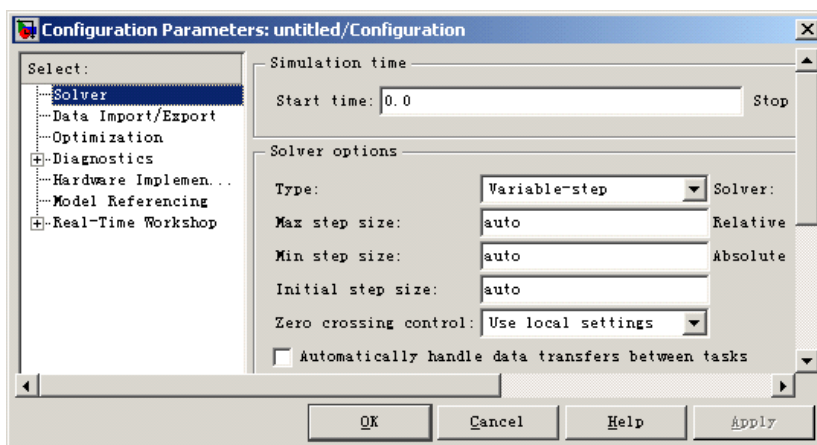 Configuration Parameters: untitled/Configuration
Select:
Solver
Data Import/Export
Optimization
Diagnostics
Hardware Implemen...
Model Referencing
Real-Time Workshop
Simulation time
Start time: 0.0 Stop
Solver options
Type: Variable-step Solver:
Max step size: auto Relative
Min step size: auto Absolute
Initial step size: auto
Zero crossing control: Use local settings
Automatically handle data transfers between tasks
OK Cancel Help Apply